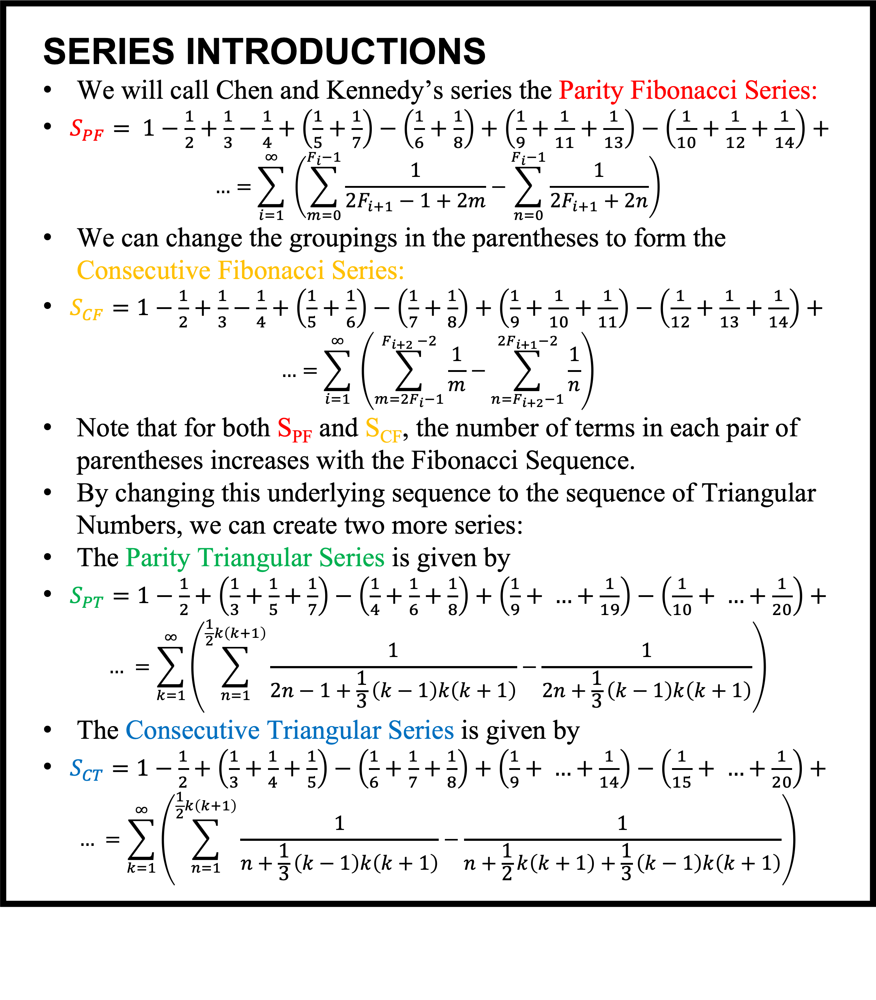 SERIES INTRODUCTIONS
• We will call Chen and Kennedy’s series the Parity Fibonacci Series:
• $S_{PF} = 1 - \frac{1}{2} + \frac{1}{3} - \frac{1}{4} + \left(\frac{1}{5} + \frac{1}{7}\right) - \left(\frac{1}{6} + \frac{1}{8}\right) + \left(\frac{1}{9} + \frac{1}{11} + \frac{1}{13}\right) - \left(\frac{1}{10} + \frac{1}{12} + \frac{1}{14}\right) +$
$\ldots = \sum_{i=1}^{\infty} \left( \sum_{m=0}^{F_i-1} \frac{1}{2F_{i+1} - 1 + 2m} - \sum_{n=0}^{F_i-1} \frac{1}{2F_{i+1} + 2n} \right)$
• We can change the groupings in the parentheses to form the
Consecutive Fibonacci Series:
• $S_{CF} = 1 - \frac{1}{2} + \frac{1}{3} - \frac{1}{4} + \left(\frac{1}{5} + \frac{1}{6}\right) - \left(\frac{1}{7} + \frac{1}{8}\right) + \left(\frac{1}{9} + \frac{1}{10} + \frac{1}{11}\right) - \left(\frac{1}{12} + \frac{1}{13} + \frac{1}{14}\right) +$
$\ldots = \sum_{i=1}^{\infty} \left( \sum_{m=2F_i-1}^{F_{i+2}-2} \frac{1}{m} - \sum_{n=F_{i+2}-1}^{2F_{i+1}-2} \frac{1}{n} \right)$
• Note that for both S_{PF} and S_{CF}, the number of terms in each pair of
parentheses increases with the Fibonacci Sequence.
• By changing this underlying sequence to the sequence of Triangular
Numbers, we can create two more series:
• The Parity Triangular Series is given by
• $S_{PT} = 1 - \frac{1}{2} + \left(\frac{1}{3} + \frac{1}{5} + \frac{1}{7}\right) - \left(\frac{1}{4} + \frac{1}{6} + \frac{1}{8}\right) + \left(\frac{1}{9} + \ldots + \frac{1}{19}\right) - \left(\frac{1}{10} + \ldots + \frac{1}{20}\right) +$
$\ldots = \sum_{k=1}^{\infty} \left( \sum_{n=1}^{\frac{1}{2}k(k+1)} \frac{1}{2n - 1 + \frac{1}{3}(k-1)k(k+1)} - \frac{1}{2n + \frac{1}{3}(k-1)k(k+1)} \right)$
• The Consecutive Triangular Series is given by
• $S_{CT} = 1 - \frac{1}{2} + \left(\frac{1}{3} + \frac{1}{4} + \frac{1}{5}\right) - \left(\frac{1}{6} + \frac{1}{7} + \frac{1}{8}\right) + \left(\frac{1}{9} + \ldots + \frac{1}{14}\right) - \left(\frac{1}{15} + \ldots + \frac{1}{20}\right) +$
$\ldots = \sum_{k=1}^{\infty} \left( \sum_{n=1}^{\frac{1}{2}k(k+1)} \frac{1}{n + \frac{1}{3}(k-1)k(k+1)} - \frac{1}{n + \frac{1}{2}k(k+1) + \frac{1}{3}(k-1)k(k+1)} \right)$